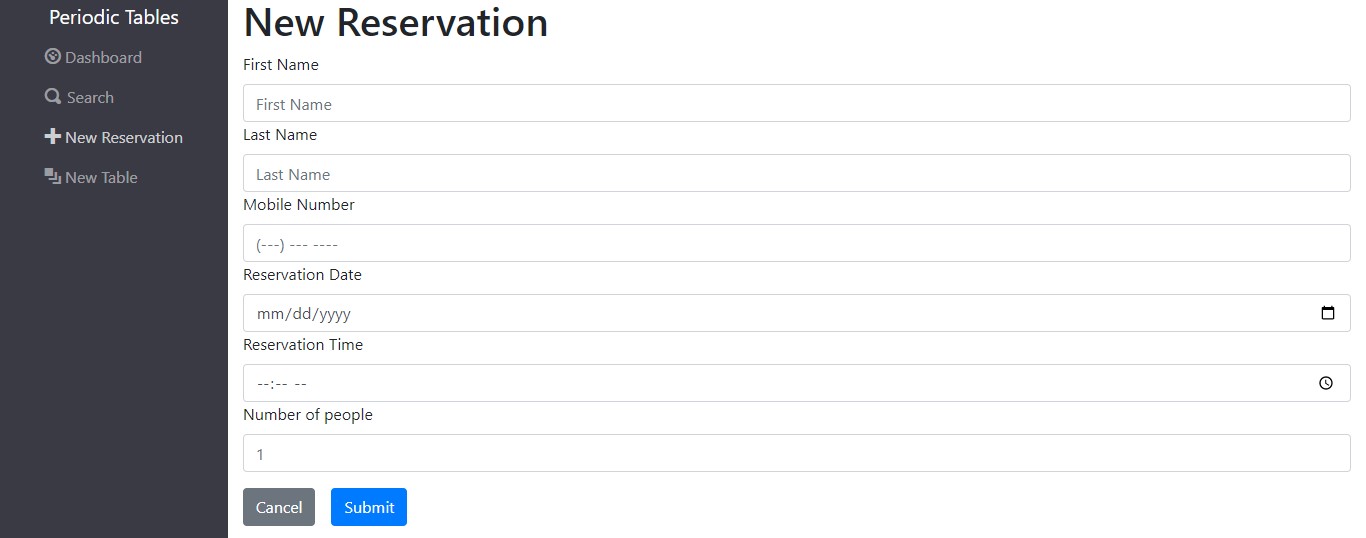 Periodic Tables
Dashboard
Search
New Reservation
New Table
New Reservation
First Name
First Name
Last Name
Last Name
Mobile Number
(---) --- ----
Reservation Date
mm/dd/yyyy
Reservation Time
--:-- --
Number of people
1
Cancel Submit